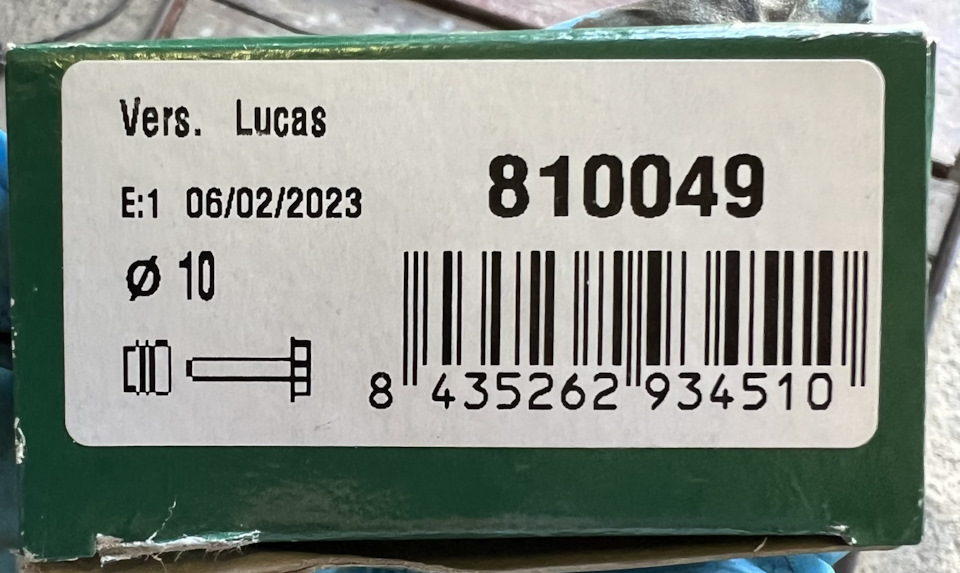 Vers. Lucas
810049
E:1 06/02/2023
Ø 10
8 435262 934510